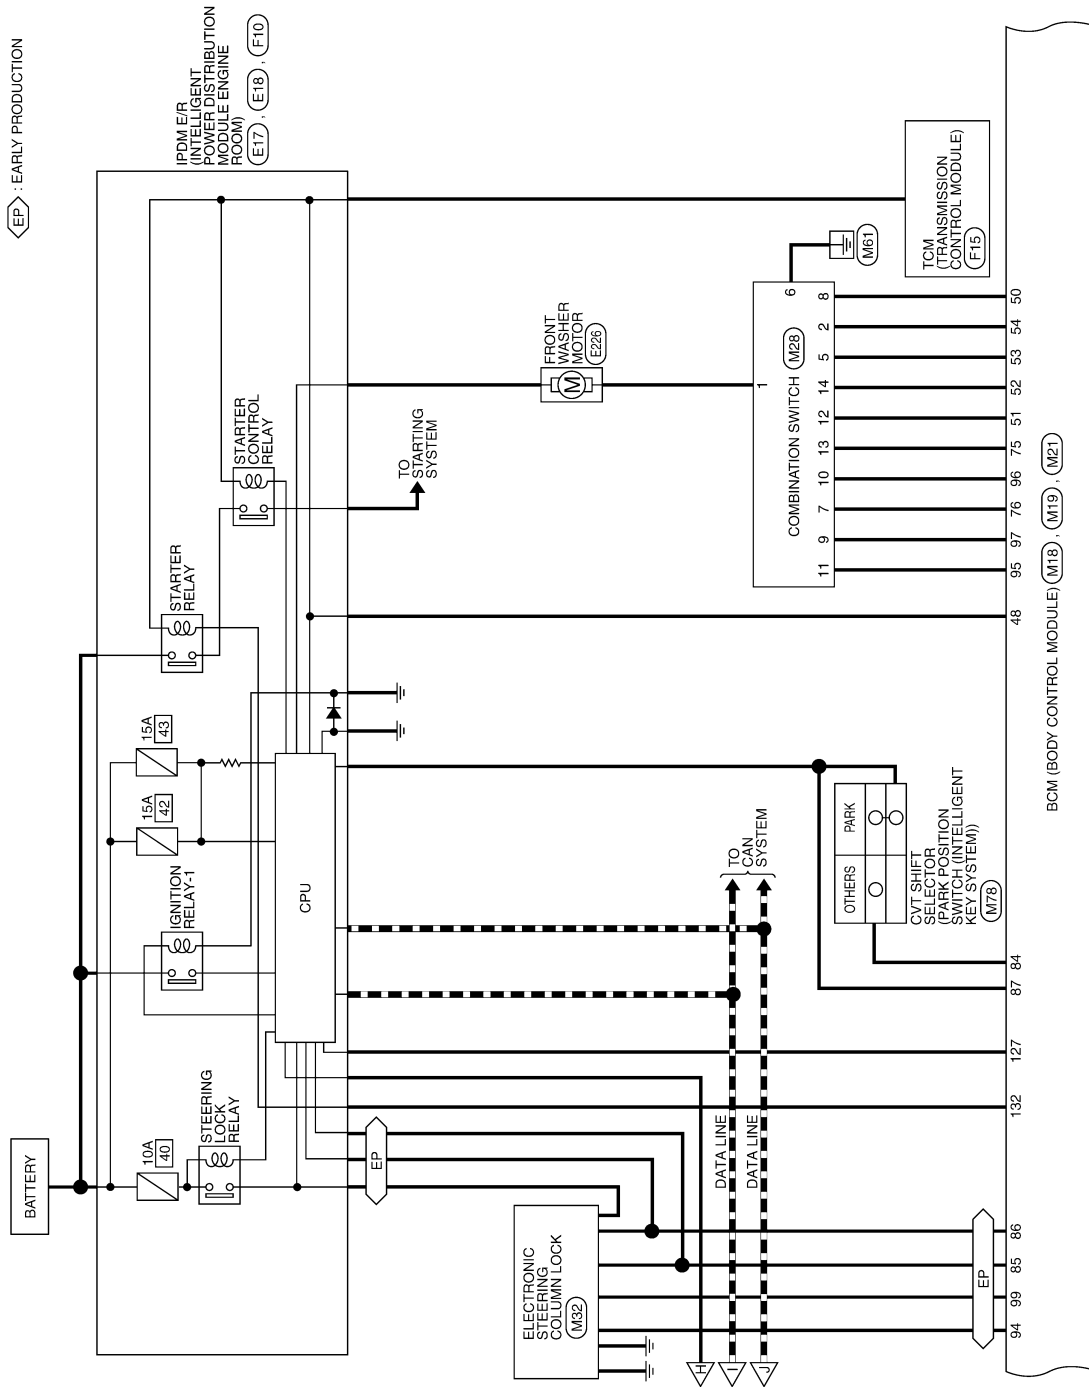 EP : EARLY PRODUCTION
IPDM E/R
(INTELLIGENT
POWER DISTRIBUTION
MODULE ENGINE
ROOM)
E17 , E18 , F10
BATTERY
10A
40
STEERING
LOCK
RELAY
IGNITION
RELAY-1
15A
42
15A
43
STARTER
RELAY
STARTER
CONTROL
RELAY
CPU
TO
STARTING
SYSTEM
FRONT
WASHER
MOTOR
E226
M
EP
ELECTRONIC
STEERING
COLUMN LOCK
M32
DATA LINE
DATA LINE
TO
CAN
SYSTEM
H
I
J
OTHERS
PARK
CVT SHIFT
SELECTOR
(PARK POSITION
SWITCH (INTELLIGENT
KEY SYSTEM))
M78
COMBINATION SWITCH M28
1
6
11 9 7 10 13 12 14 5 2 8
M61
TCM
(TRANSMISSION
CONTROL MODULE)
F15
EP
94 99 85 86 132 127 87 84 48 95 97 76 96 75 51 52 53 54 50
BCM (BODY CONTROL MODULE) M18 , M19 , M21